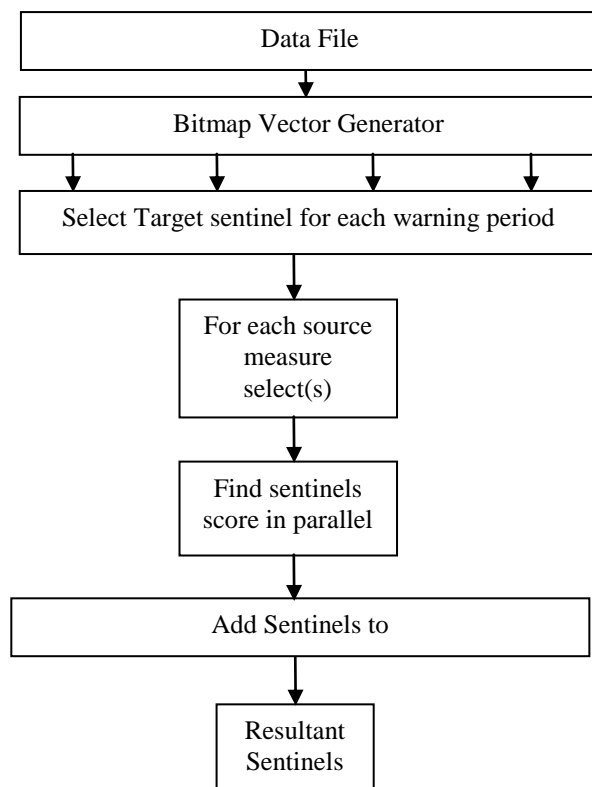 Data File
Bitmap Vector Generator
Select Target sentinel for each warning period
For each source
measure
select(s)
Find sentinels
score in parallel
Add Sentinels to
Resultant
Sentinels